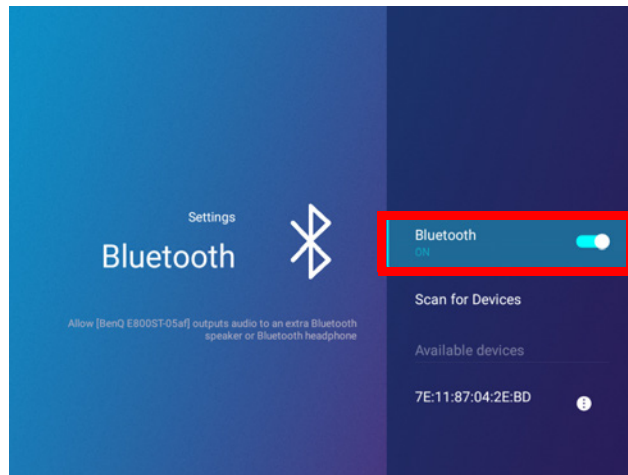 Settings
Bluetooth
Allow [BenQ E800ST-05af] outputs audio to an extra Bluetooth
speaker or Bluetooth headphone
Bluetooth
ON
Scan for Devices
Available devices
7E:11:87:04:2E:BD